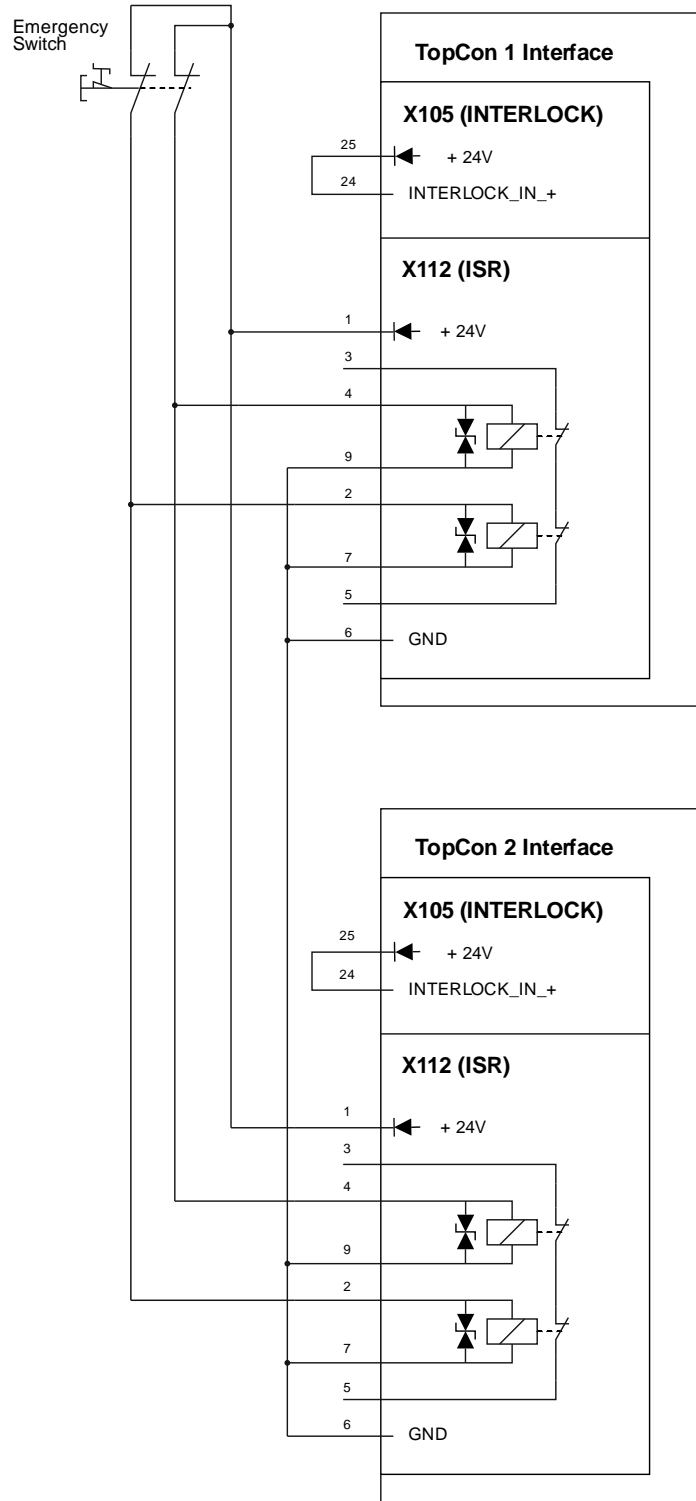 Emergency
Switch
TopCon 1 Interface
X105 (INTERLOCK)
25
+ 24V
24
INTERLOCK_IN_+
X112 (ISR)
1
+ 24V
3
4
9
2
7
5
6
GND
TopCon 2 Interface
X105 (INTERLOCK)
25
+ 24V
24
INTERLOCK_IN_+
X112 (ISR)
1
+ 24V
3
4
9
2
7
5
6
GND